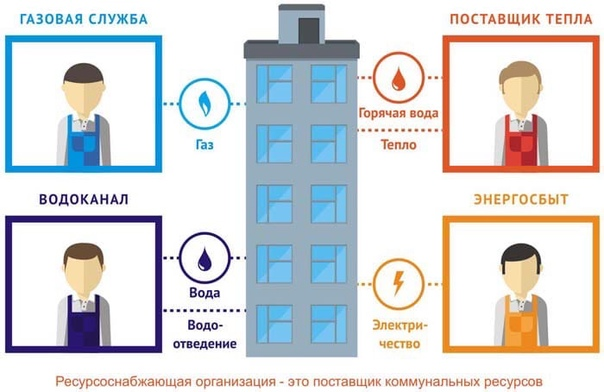 ГАЗОВАЯ СЛУЖБА
ПОСТАВЩИК ТЕПЛА
Газ
Горячая вода
Тепло
ВОДОКАНАЛ
ЭНЕРГОСБЫТ
Вода
Водо-
отведение
Электри-
чество
Ресурсоснабжающая организация - это поставщик коммунальных ресурсов